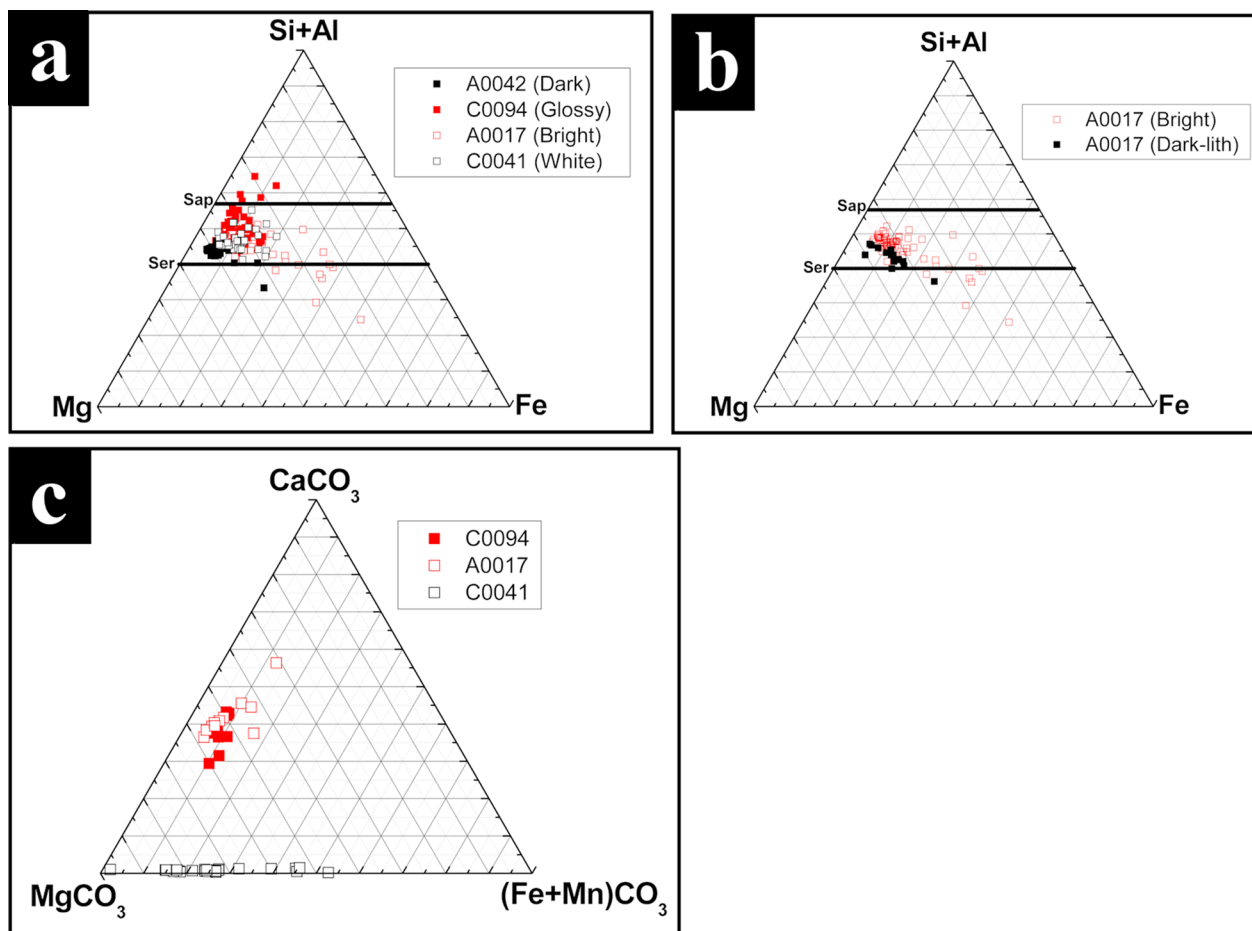 a
Si+Al
A0042 (Dark)
C0094 (Glossy)
A0017 (Bright)
C0041 (White)
Sap
Ser
Mg
Fe
b
Si+Al
A0017 (Bright)
A0017 (Dark-lith)
Sap
Ser
Mg
Fe
c
CaCO₃
C0094
A0017
C0041
MgCO₃
(Fe+Mn)CO₃